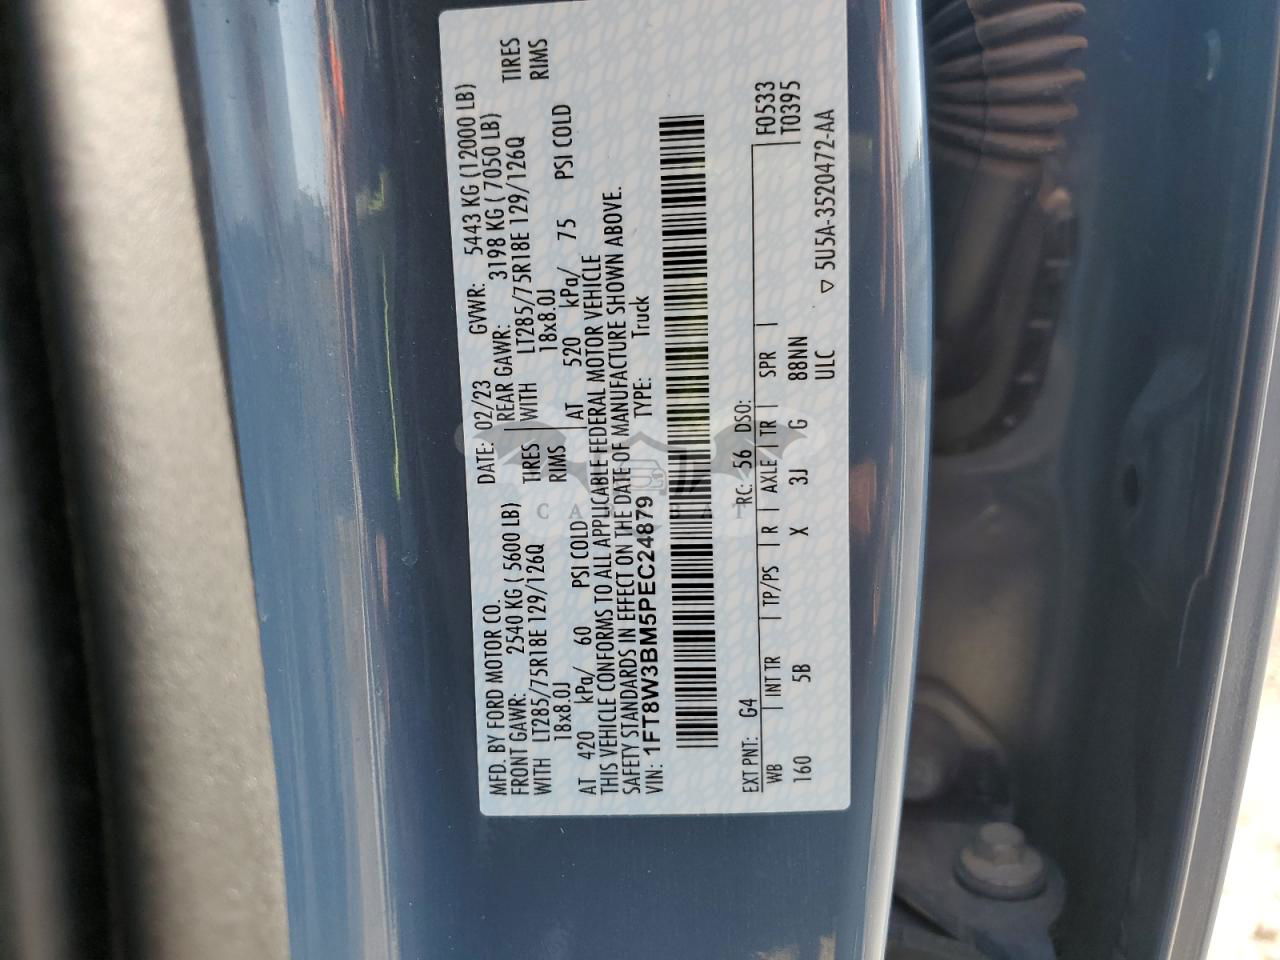 MFD. BY FORD MOTOR CO.
DATE: 02/23
GVWR: 5443 KG (12000 LB)
FRONT GAWR: 2540 KG ( 5600 LB)
REAR GAWR: 3198 KG ( 7050 LB)
WITH LT285/75R18E 129/126Q TIRES
WITH LT285/75R18E 129/126Q TIRES
18x8.0J RIMS
18x8.0J RIMS
AT 420 kPa/ 60 PSI COLD
AT 520 kPa/ 75 PSI COLD
THIS VEHICLE CONFORMS TO ALL APPLICABLE FEDERAL MOTOR VEHICLE
SAFETY STANDARDS IN EFFECT ON THE DATE OF MANUFACTURE SHOWN ABOVE.
VIN: 1FT8W3BM5PEC24879 TYPE: Truck
EXT PNT: G4 RC: 56 DSO: F0533
WB | INT TR | TP/PS | R | AXLE | TR | SPR | T0395
160 5B X 3J G 88NN
ULC
▽ 5U5A-3520472-AA